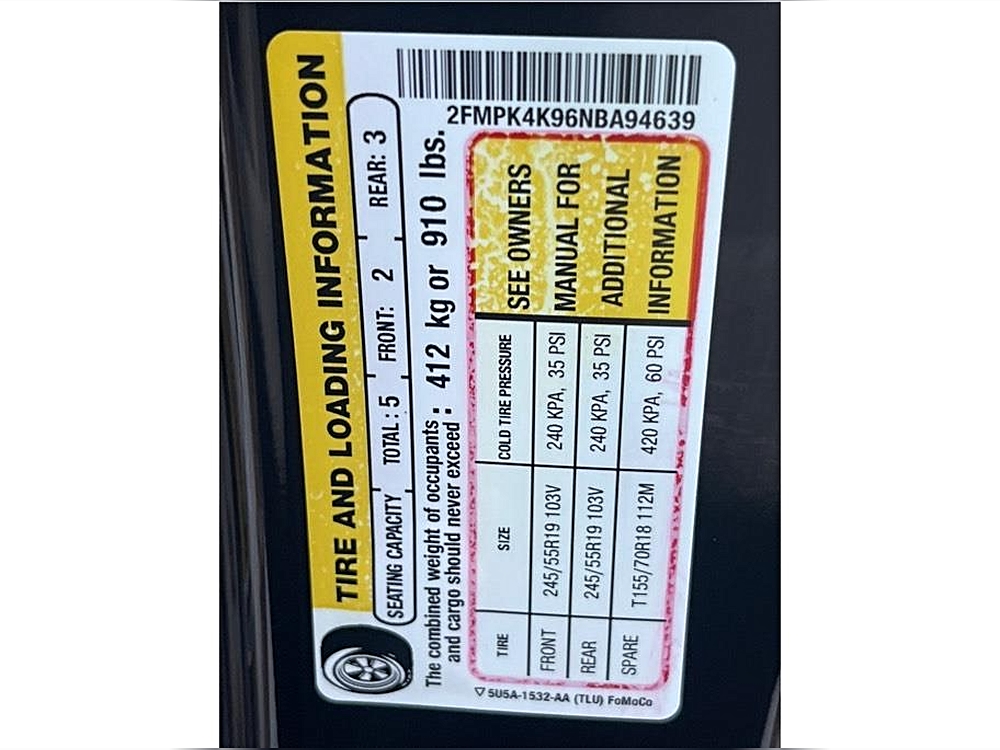 TIRE AND LOADING INFORMATION
SEATING CAPACITY TOTAL : 5 FRONT: 2 REAR: 3
The combined weight of occupants : 412 kg or 910 lbs.
and cargo should never exceed :
TIRE SIZE COLD TIRE PRESSURE
FRONT 245/55R19 103V 240 KPA, 35 PSI
REAR 245/55R19 103V 240 KPA, 35 PSI
SPARE T155/70R18 112M 420 KPA, 60 PSI
SEE OWNERS
MANUAL FOR
ADDITIONAL
INFORMATION
5U5A-1532-AA (TLU) FoMoCo
2FMPK4K96NBA94639